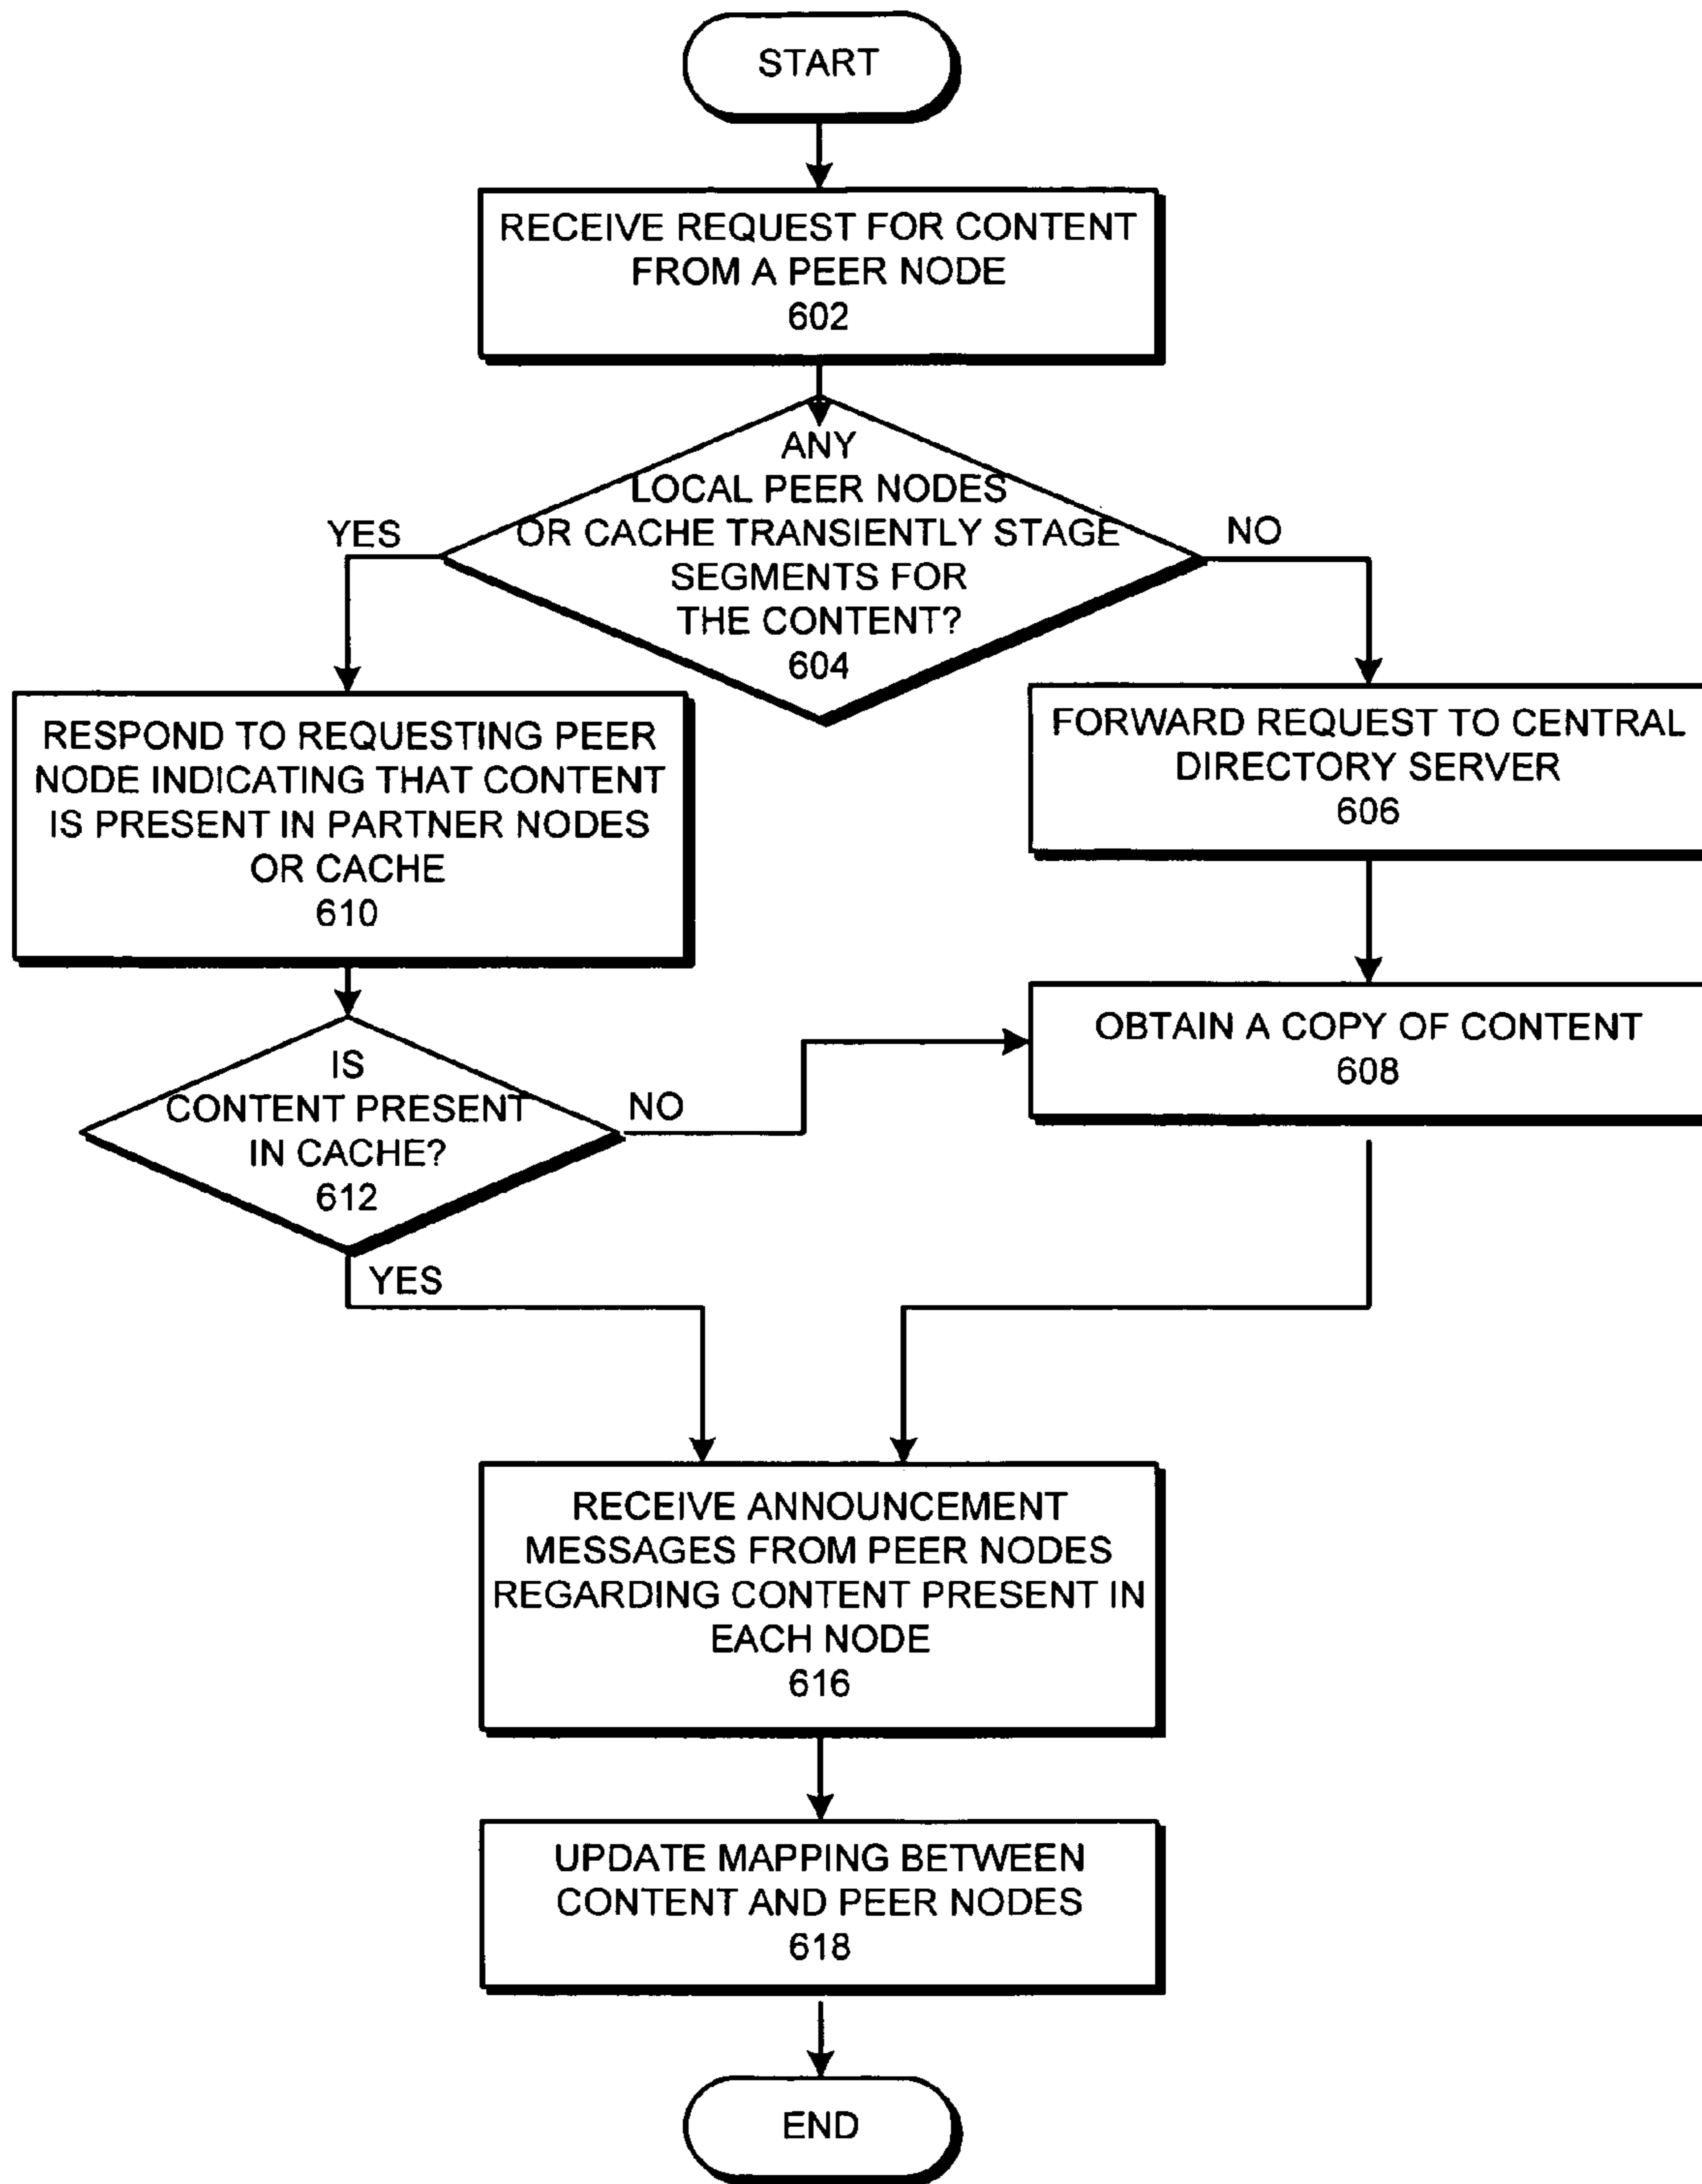 START
RECEIVE REQUEST FOR CONTENT
FROM A PEER NODE
602
ANY
LOCAL PEER NODES
OR CACHE TRANSIENTLY STAGE
SEGMENTS FOR
THE CONTENT?
604
YES
NO
RESPOND TO REQUESTING PEER
NODE INDICATING THAT CONTENT
IS PRESENT IN PARTNER NODES
OR CACHE
610
FORWARD REQUEST TO CENTRAL
DIRECTORY SERVER
606
IS
CONTENT PRESENT
IN CACHE?
612
NO
YES
OBTAIN A COPY OF CONTENT
608
RECEIVE ANNOUNCEMENT
MESSAGES FROM PEER NODES
REGARDING CONTENT PRESENT IN
EACH NODE
616
UPDATE MAPPING BETWEEN
CONTENT AND PEER NODES
618
END